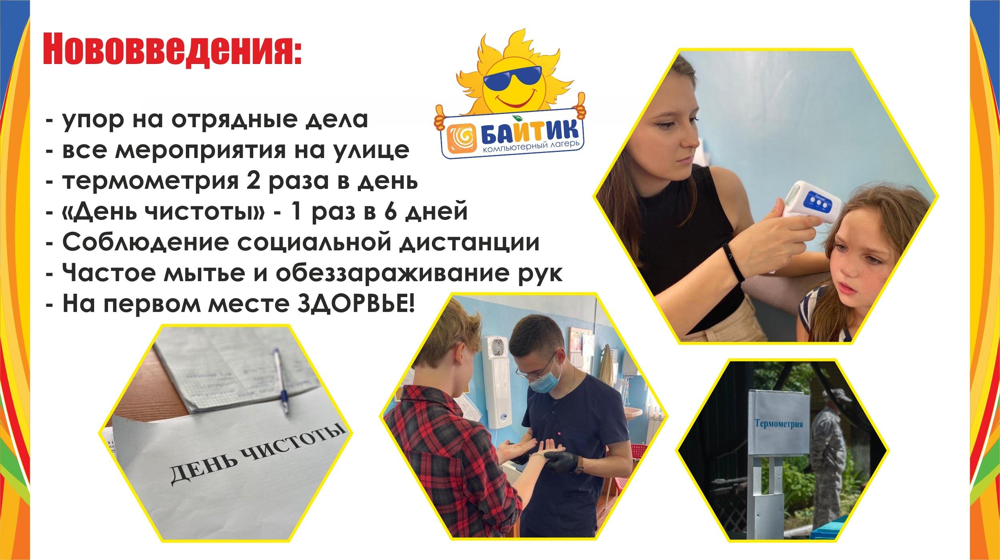 Нововведения:
- упор на отрядные дела
- все мероприятия на улице
- термометрия 2 раза в день
- «День чистоты» - 1 раз в 6 дней
- Соблюдение социальной дистанции
- Частое мытье и обеззараживание рук
- На первом месте ЗДОРВЬЕ!
БАЙТИК
компьютерный лагерь
ДЕНЬ ЧИСТОТЫ
Термометрия